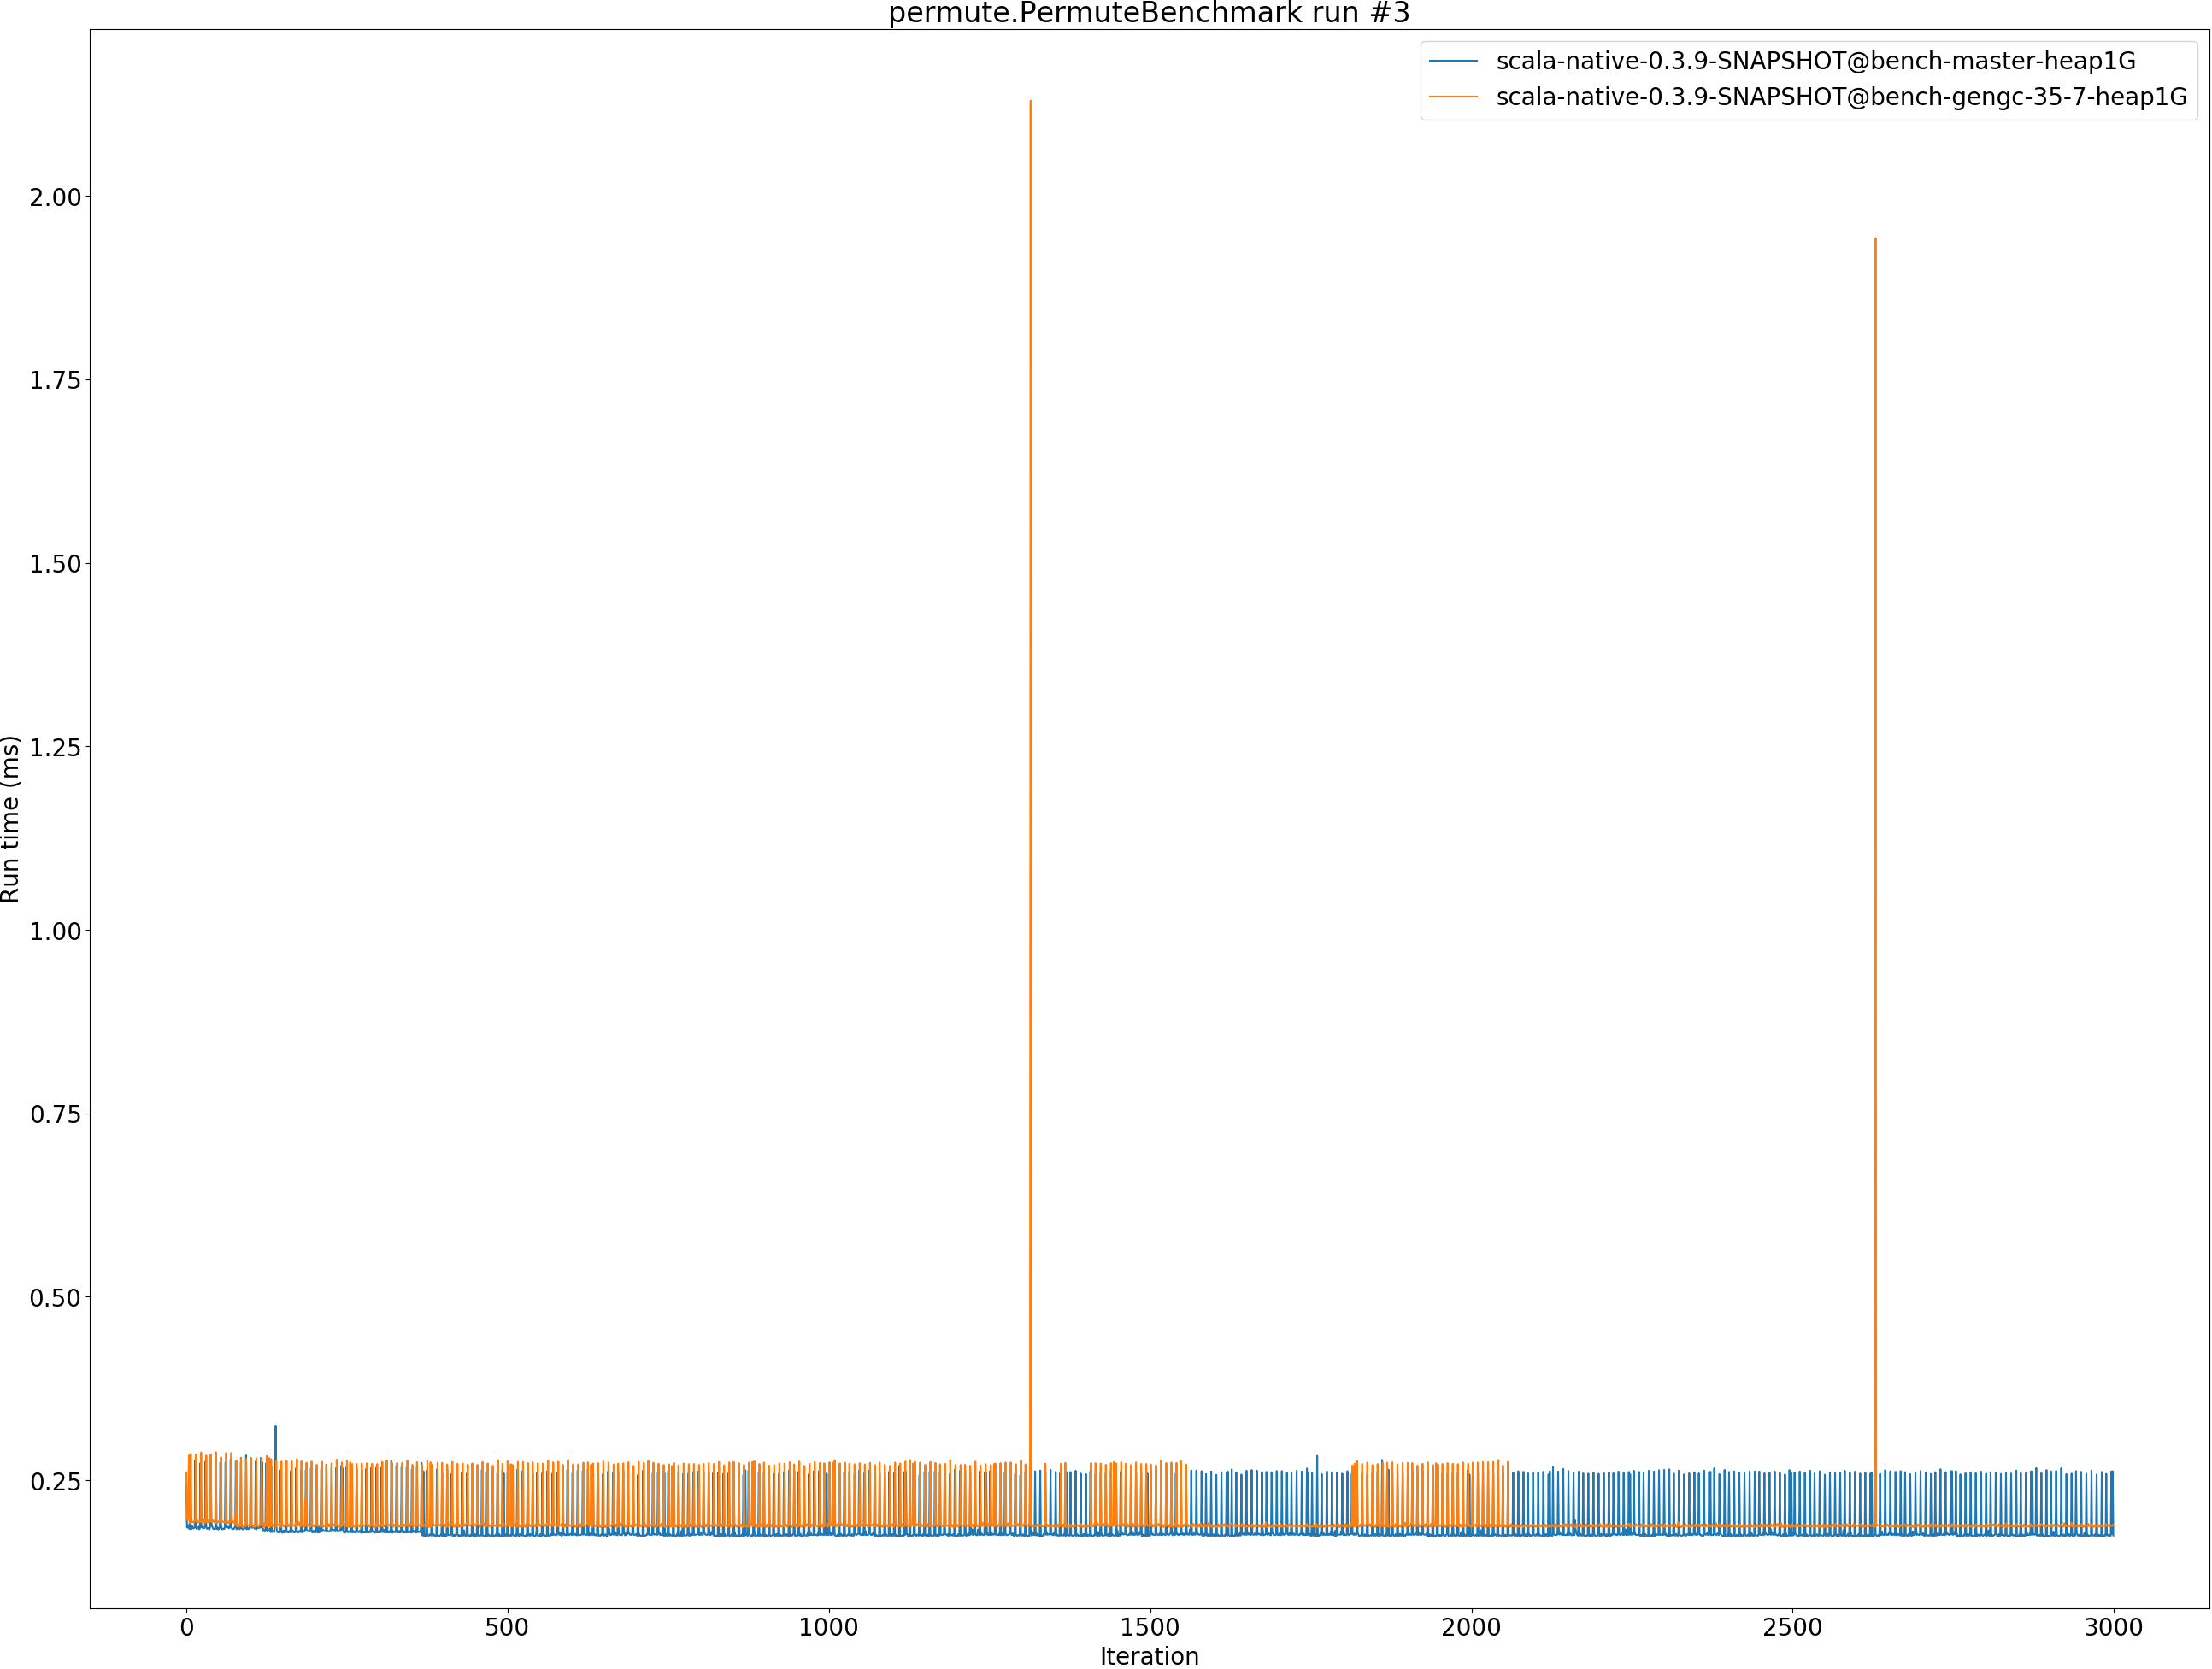 permute.PermuteBenchmark run #3
scala-native-0.3.9-SNAPSHOT@bench-master-heap1G
scala-native-0.3.9-SNAPSHOT@bench-gengc-35-7-heap1G
Run time (ms)
2.00
1.75
1.50
1.25
1.00
0.75
0.50
0.25
0 500 1000 1500 2000 2500 3000
Iteration